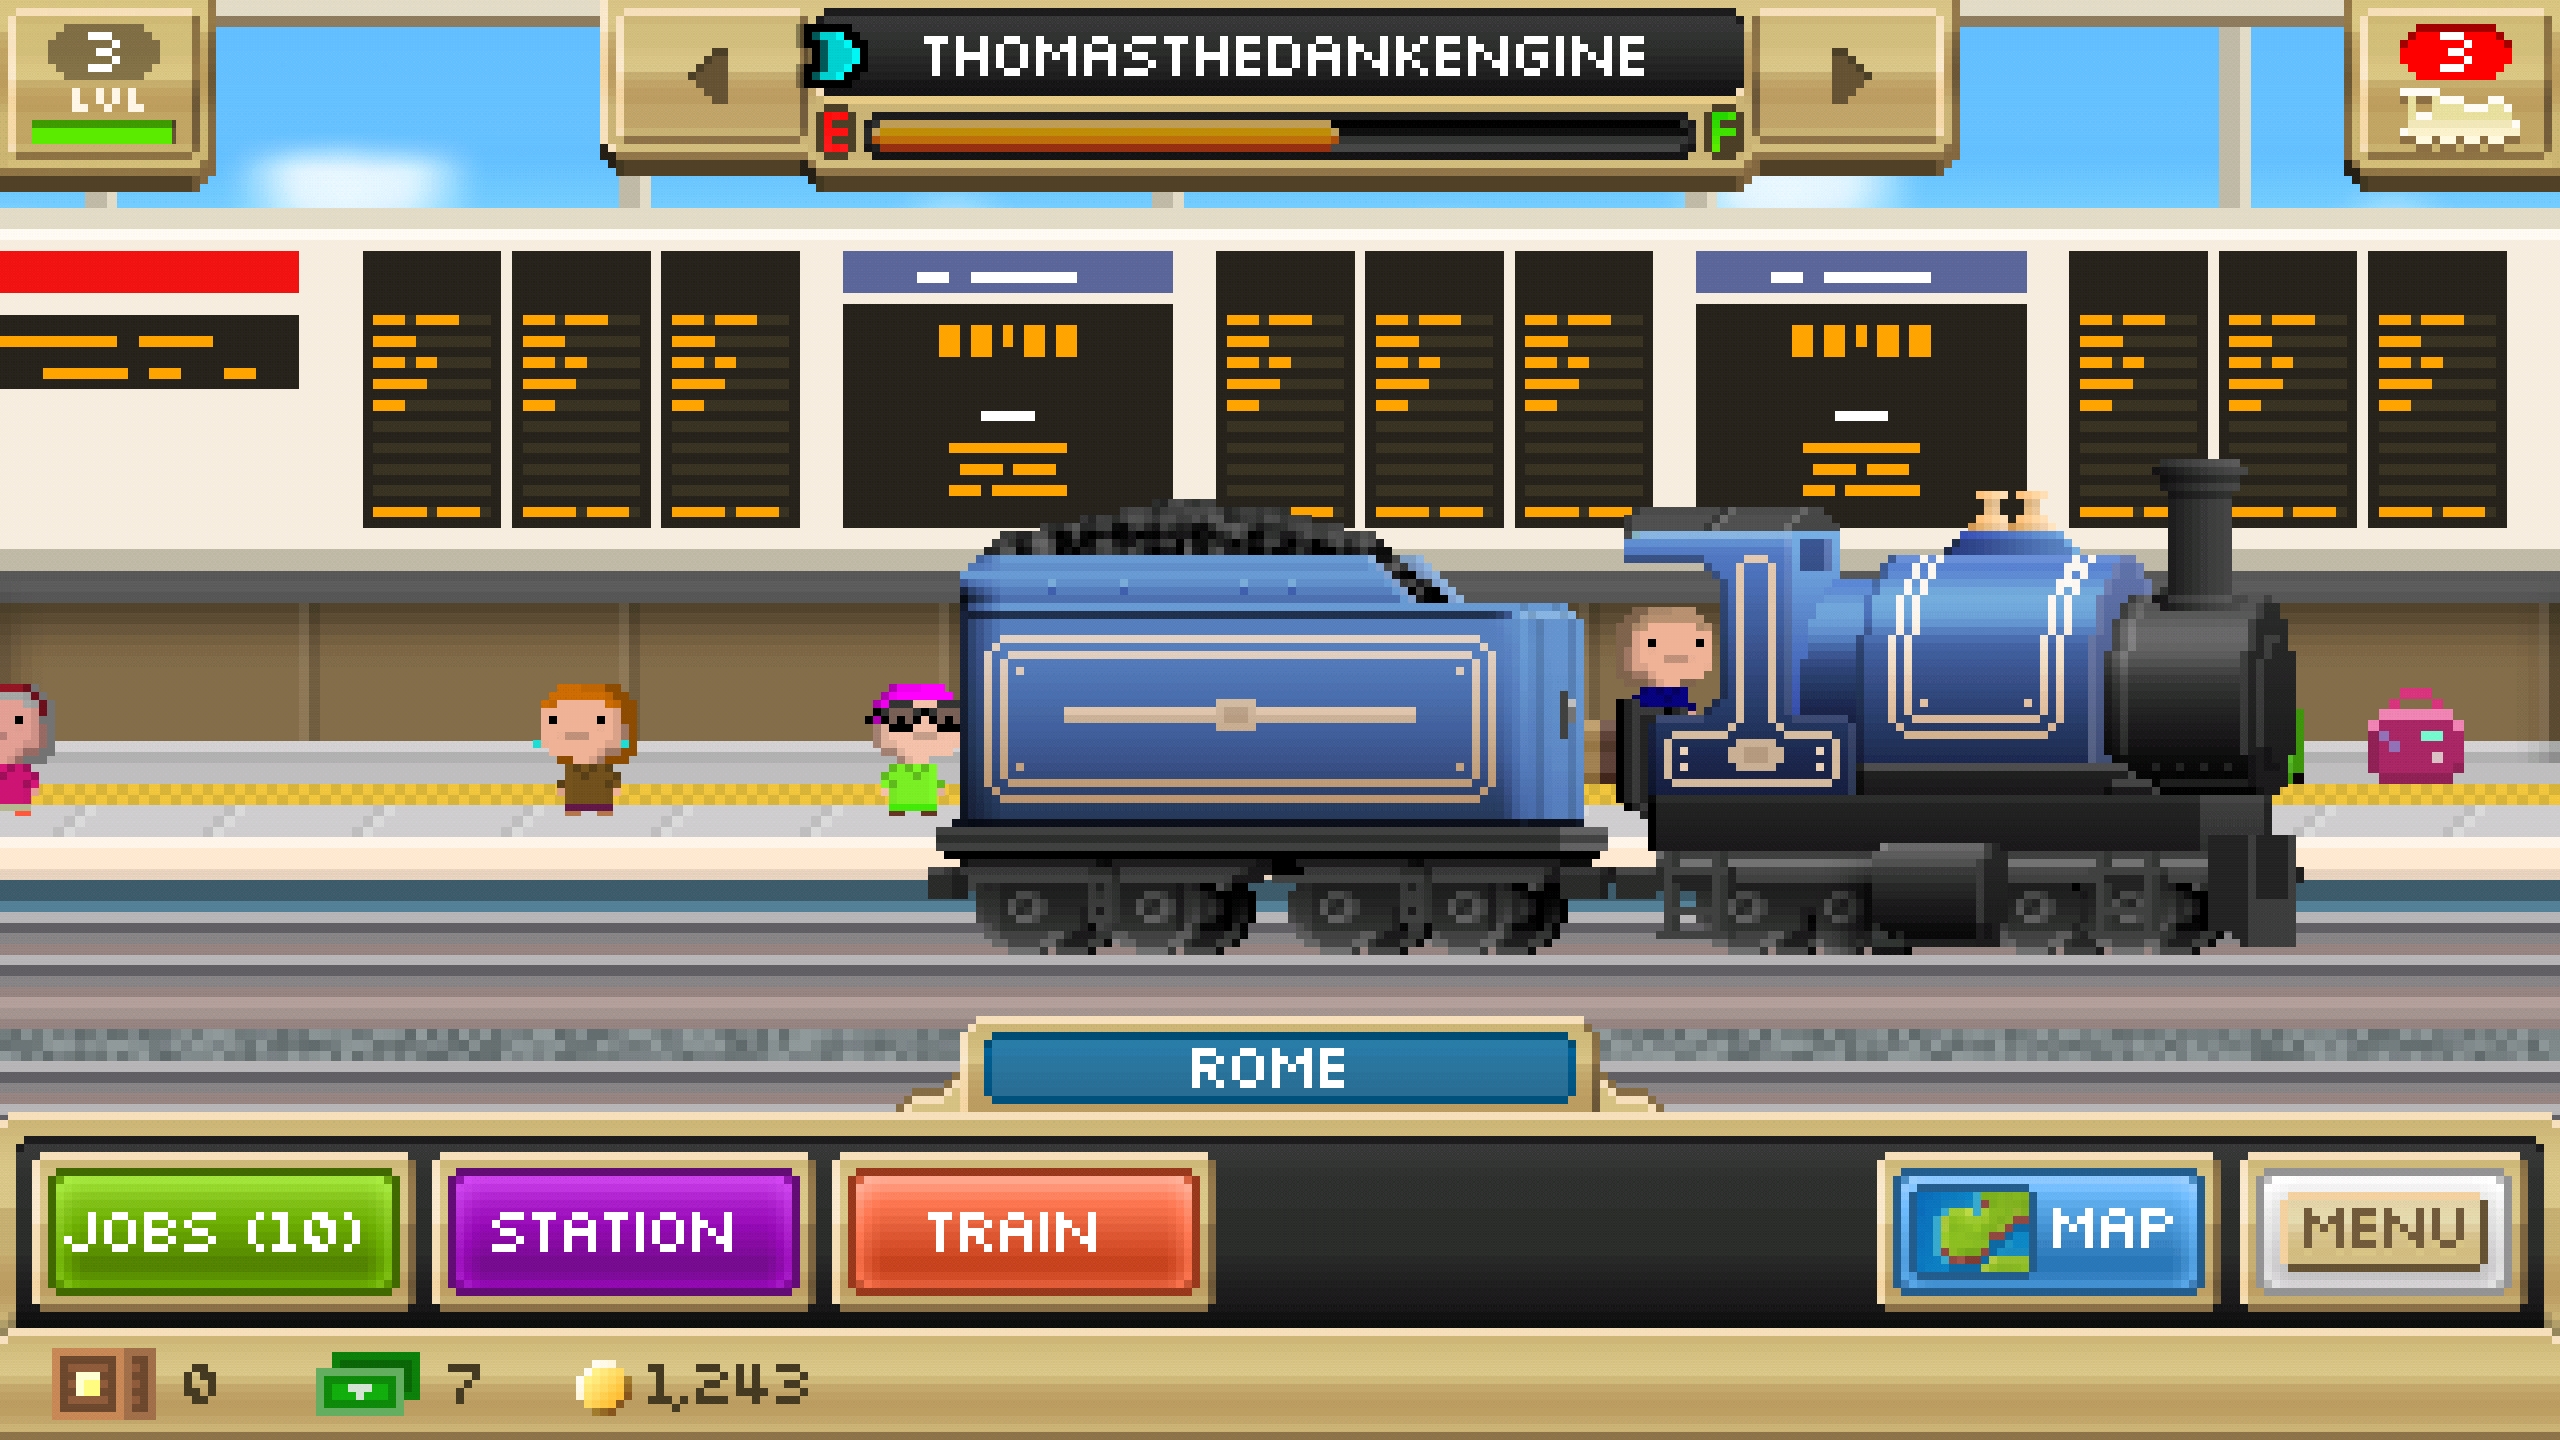 3
LVL
THOMASTHEDANKENGINE
E F
3
ROME
JOBS (10)
STATION
TRAIN
MAP
MENU
0
7
1,243